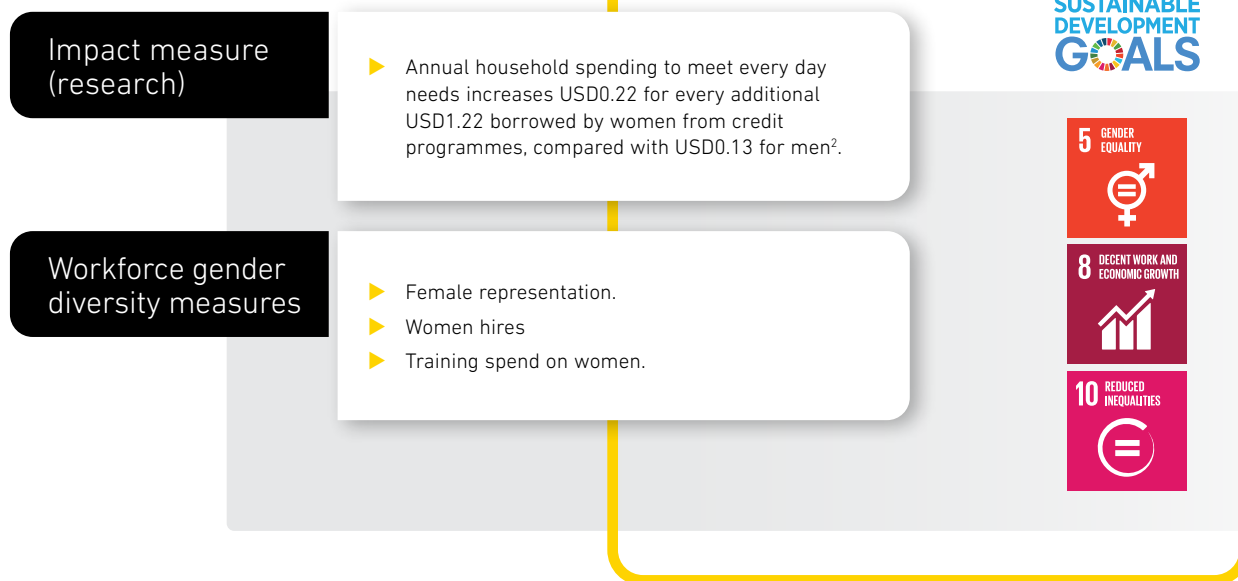 SUSTAINABLE
DEVELOPMENT
GOALS
Impact measure
(research)
Annual household spending to meet every day
needs increases USD0.22 for every additional
USD1.22 borrowed by women from credit
programmes, compared with USD0.13 for men².
5 GENDER
EQUALITY
Workforce gender
diversity measures
Female representation.
Women hires
Training spend on women.
8 DECENT WORK AND
ECONOMIC GROWTH
10 REDUCED
INEQUALITIES